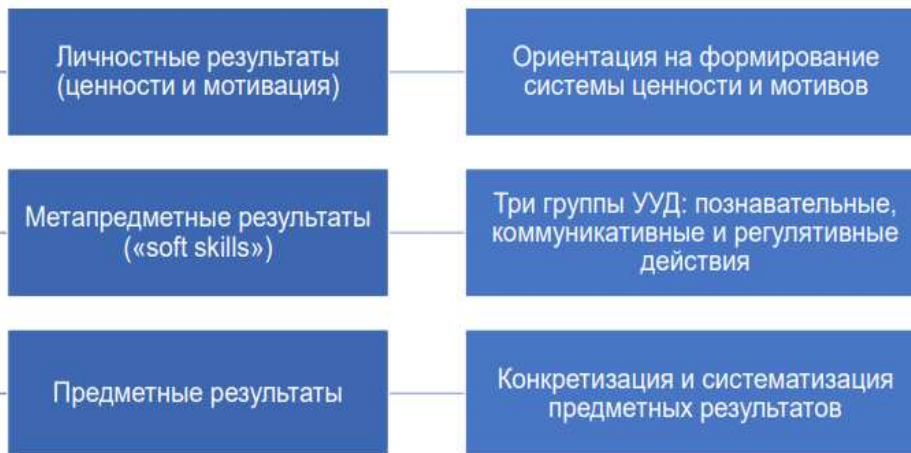 Личностные результаты
(ценности и мотивация)
Ориентация на формирование
системы ценности и мотивов
Метапредметные результаты
(«soft skills»)
Три группы УУД: познавательные,
коммуникативные и регулятивные
действия
Предметные результаты
Конкретизация и систематизация
предметных результатов